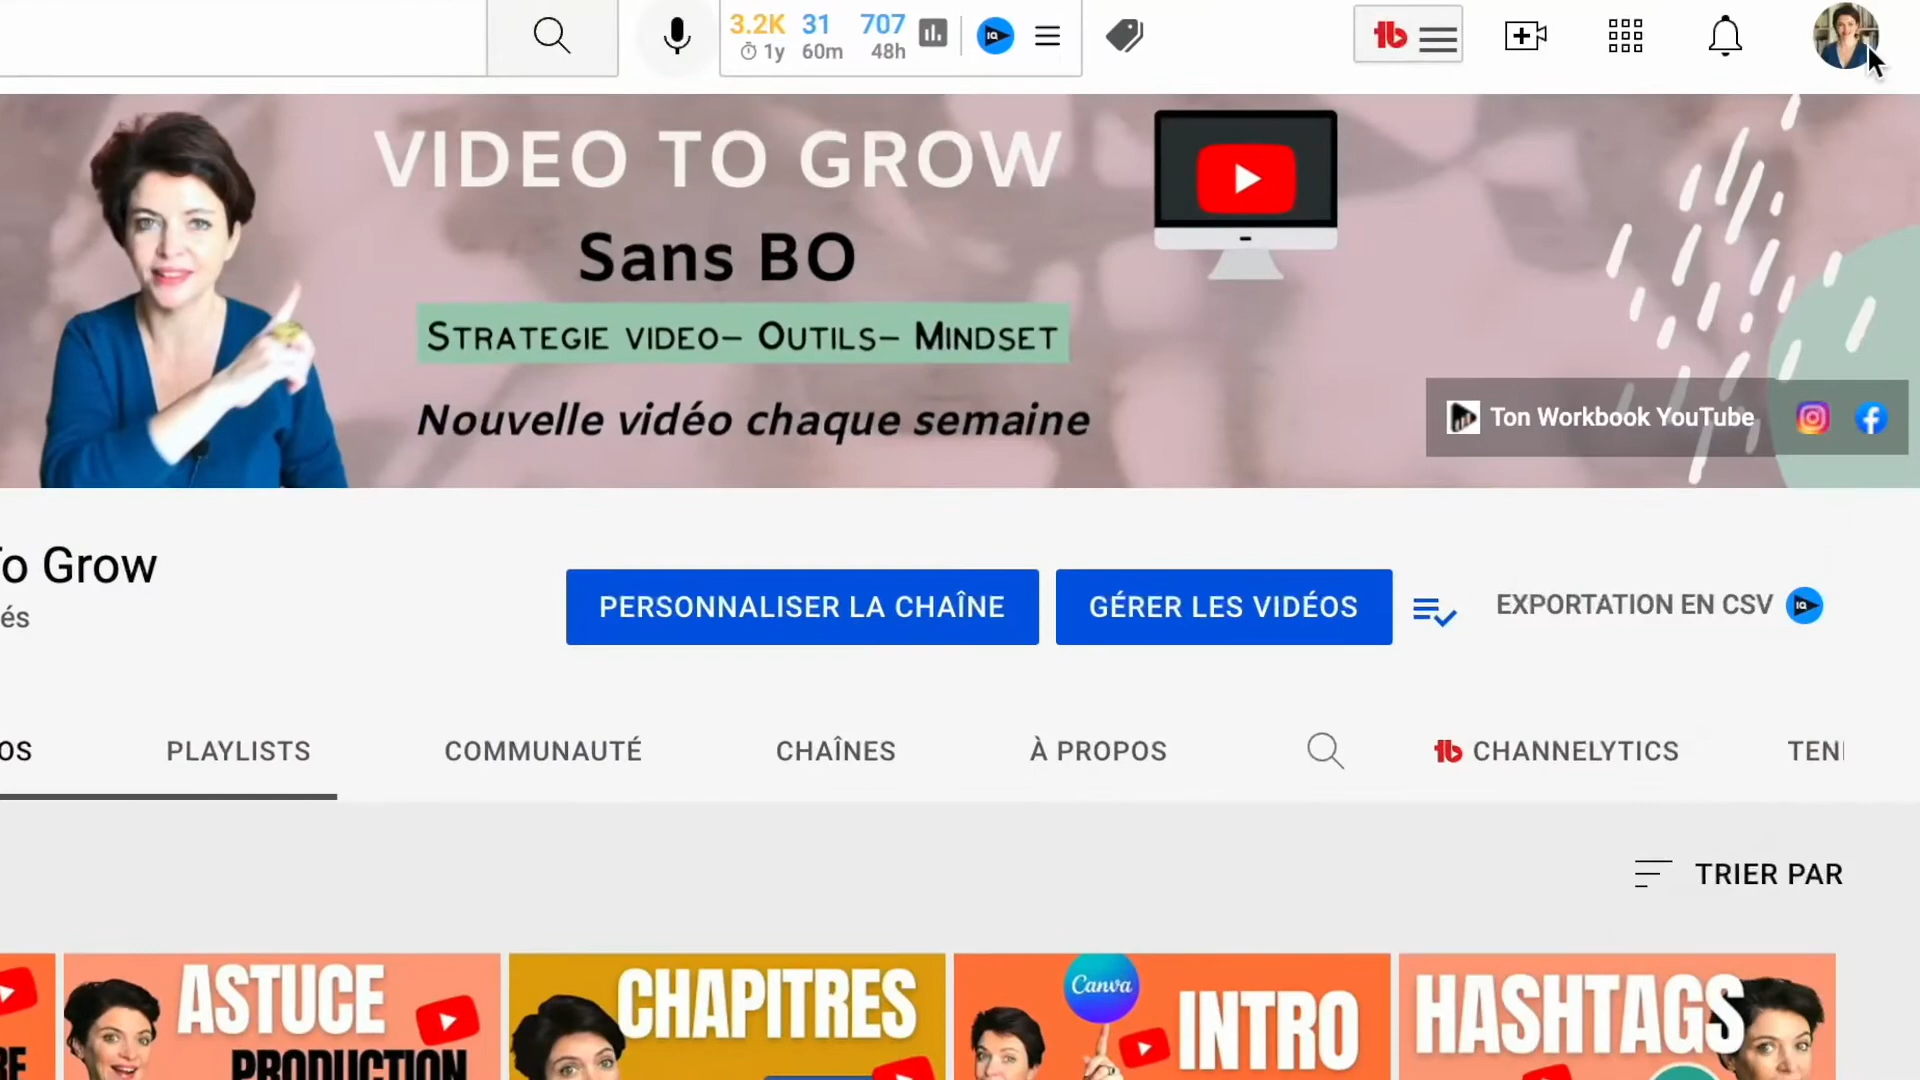 3.2K 31 707
1y 60m 48h
VIDEO TO GROW
Sans BO
STRATEGIE VIDEO- OUTILS- MINDSET
Nouvelle vidéo chaque semaine
Ton Workbook YouTube
To Grow
és
PERSONNALISER LA CHAÎNE
GÉRER LES VIDÉOS
EXPORTATION EN CSV
OS
PLAYLISTS
COMMUNAUTÉ
CHAÎNES
À PROPOS
CHANNELYTICS
TEN
TRIER PAR
RE
ASTUCE
PRODUCTION
CHAPITRES
Canva
INTRO
HASHTAGS